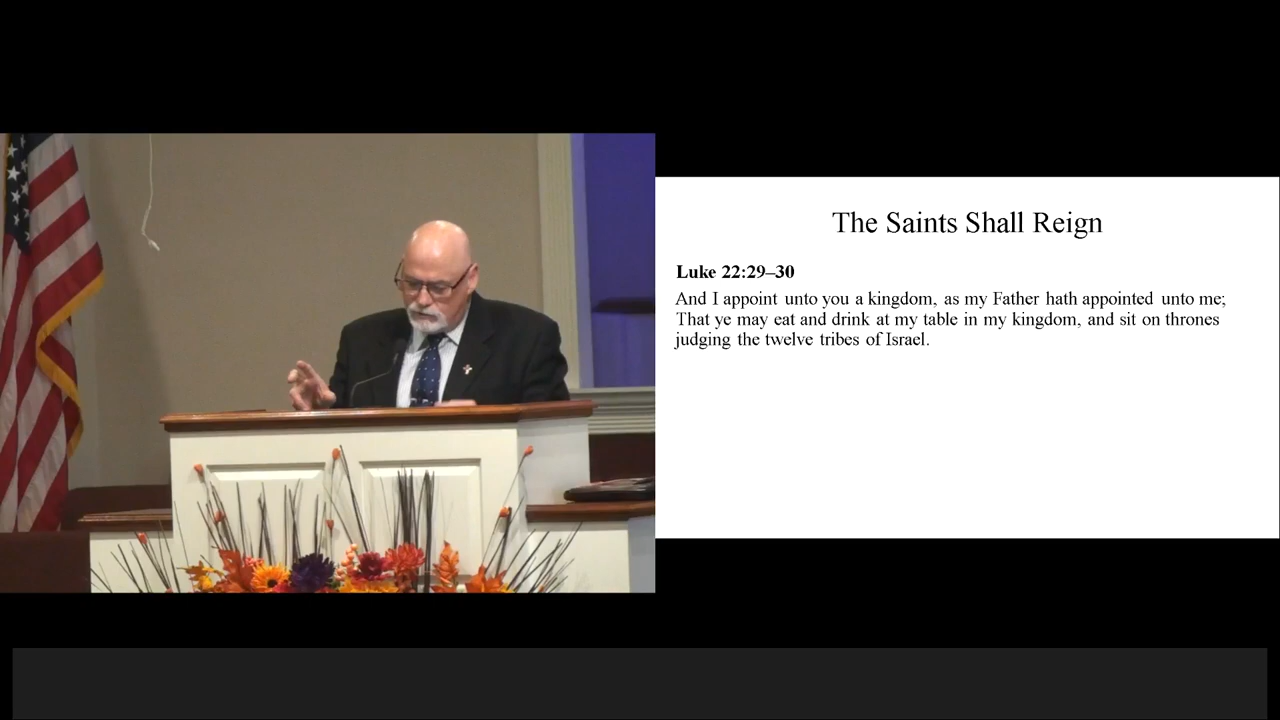 The Saints Shall Reign
Luke 22:29–30
And I appoint unto you a kingdom, as my Father hath appointed unto me;
That ye may eat and drink at my table in my kingdom, and sit on thrones
judging the twelve tribes of Israel.